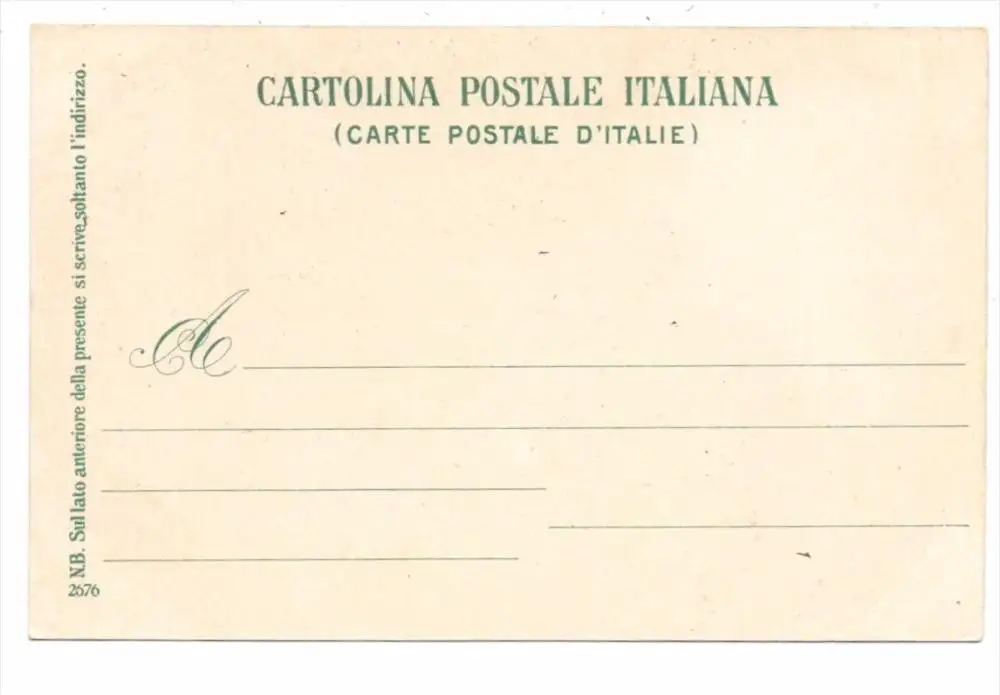 CARTOLINA POSTALE ITALIANA
(CARTE POSTALE D'ITALIE)
A
N.B. Sul lato anteriore della presente si scrive soltanto l'indirizzo.
2676